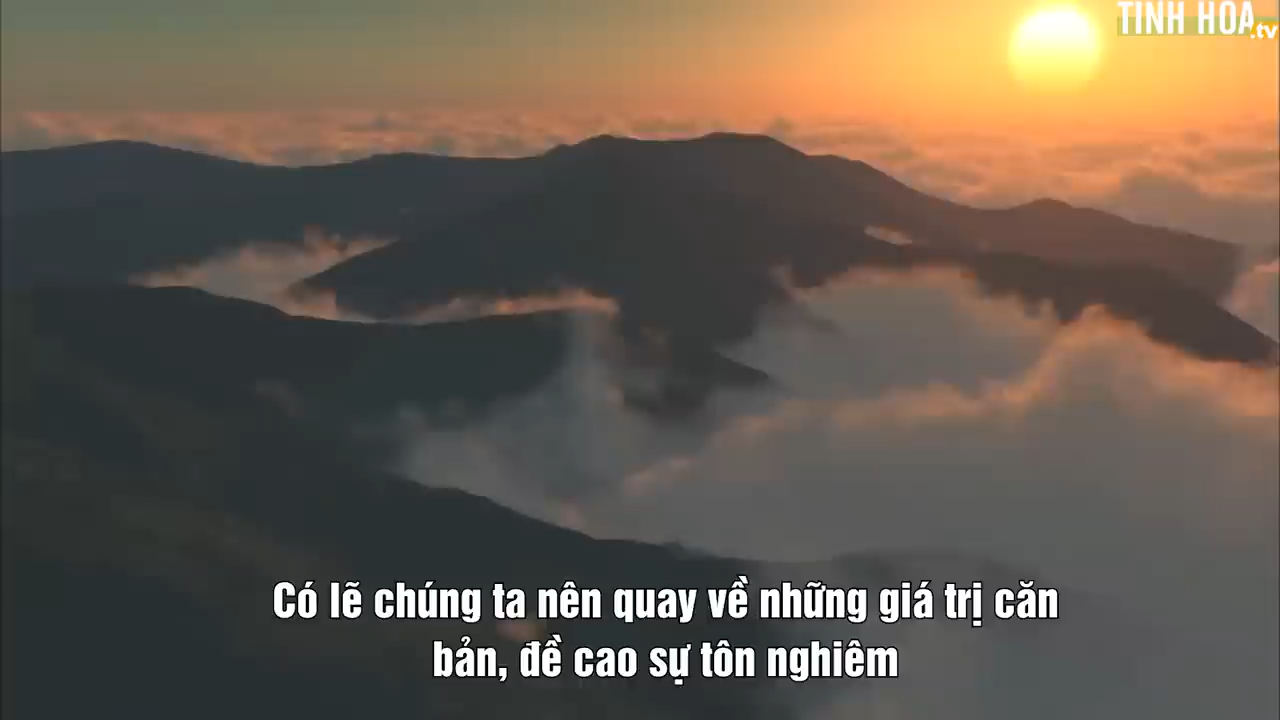 TINH HOA
.tv
Có lẽ chúng ta nên quay về những giá trị căn
bản, đề cao sự tôn nghiêm